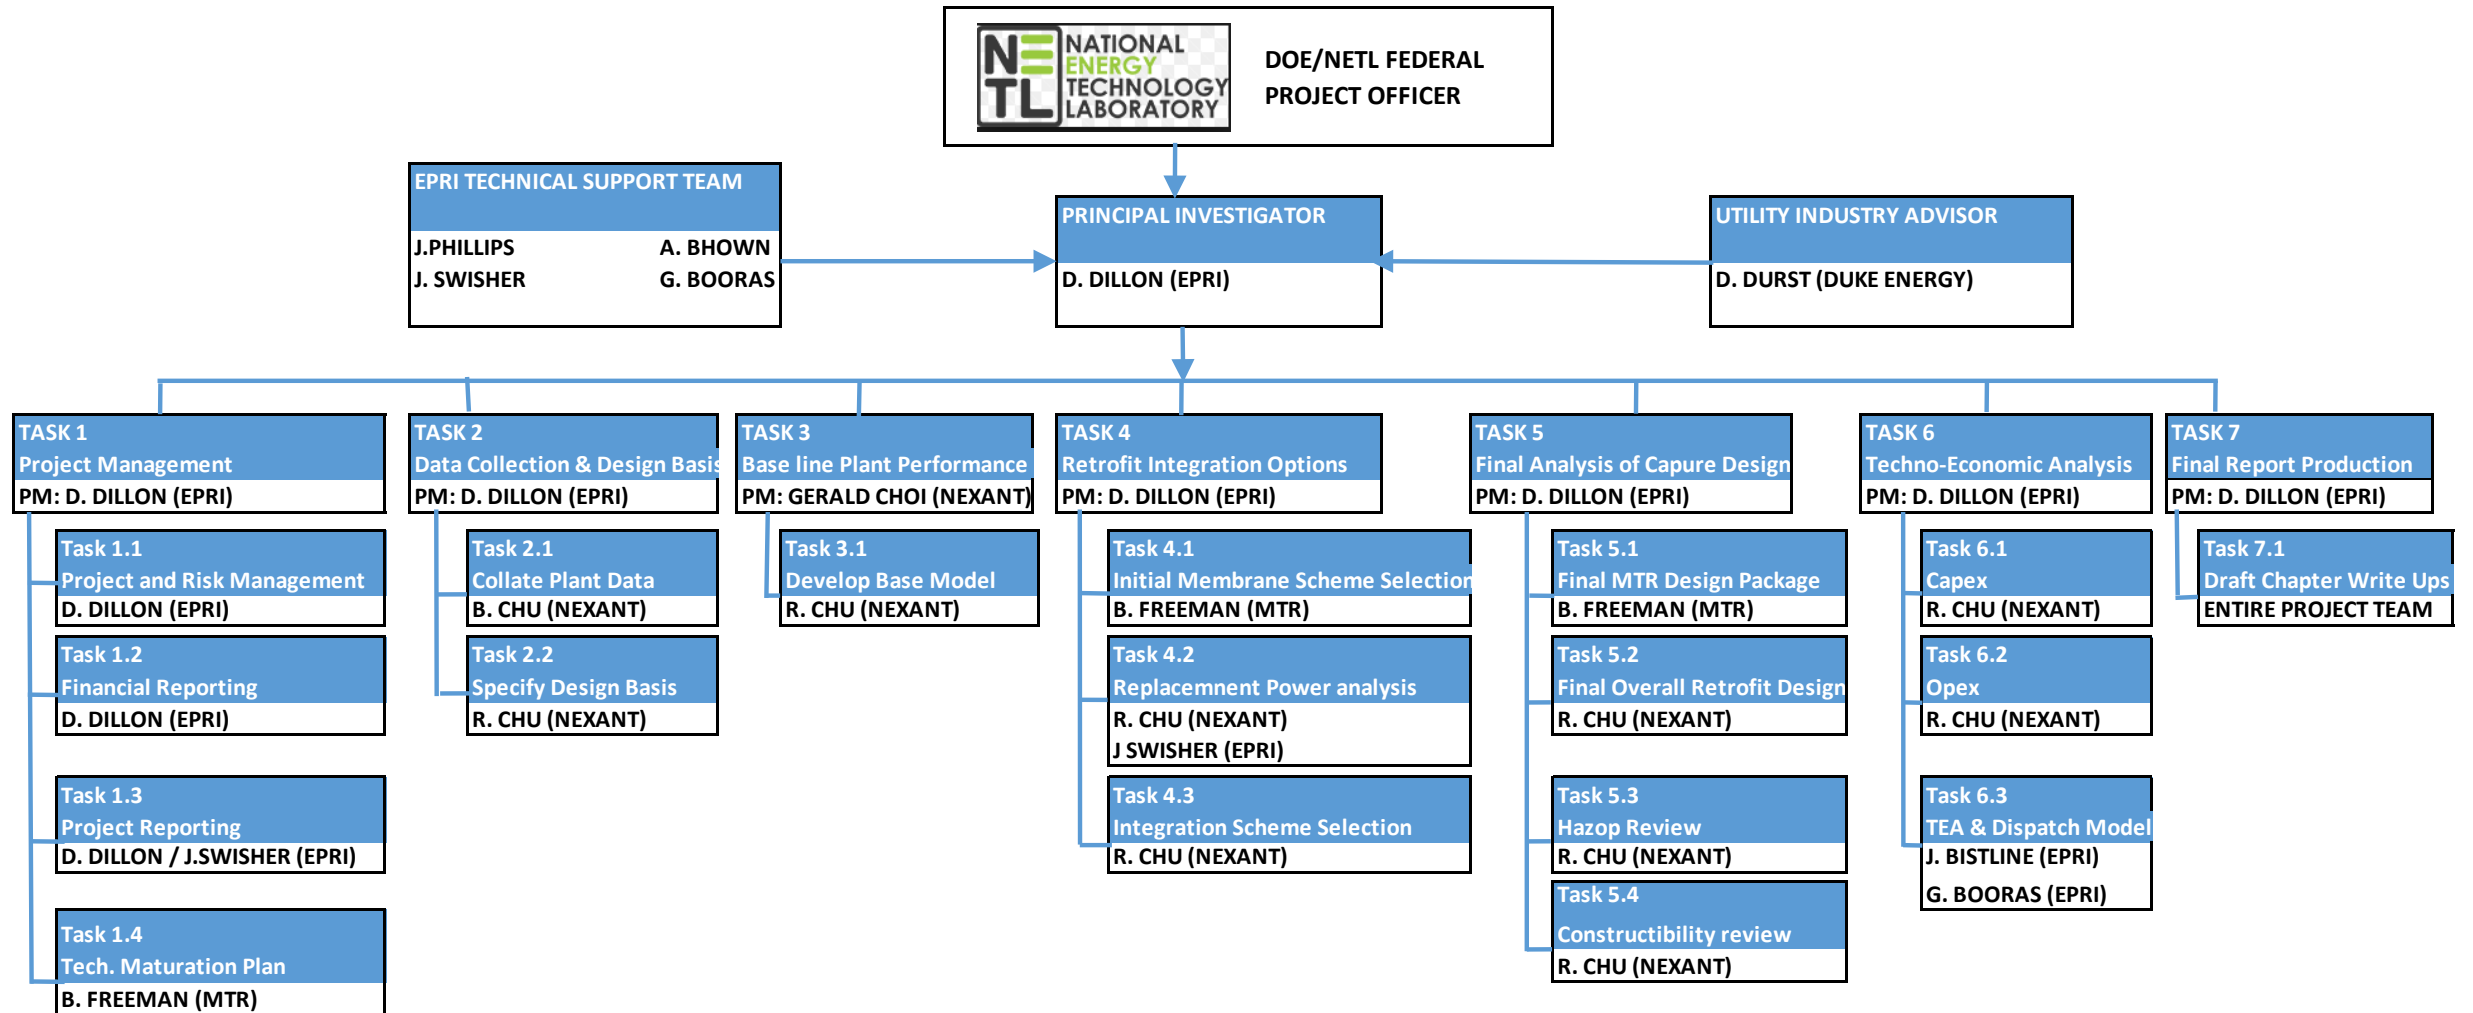 NETL
NATIONAL
ENERGY
TECHNOLOGY
LABORATORY
DOE/NETL FEDERAL
PROJECT OFFICER
EPRI TECHNICAL SUPPORT TEAM
J.PHILLIPS A. BHOWN
J. SWISHER G. BOORAS
PRINCIPAL INVESTIGATOR
D. DILLON (EPRI)
UTILITY INDUSTRY ADVISOR
D. DURST (DUKE ENERGY)
TASK 1
Project Management
PM: D. DILLON (EPRI)
Task 1.1
Project and Risk Management
D. DILLON (EPRI)
Task 1.2
Financial Reporting
D. DILLON (EPRI)
Task 1.3
Project Reporting
D. DILLON / J.SWISHER (EPRI)
Task 1.4
Tech. Maturation Plan
B. FREEMAN (MTR)
TASK 2
Data Collection & Design Basis
PM: D. DILLON (EPRI)
Task 2.1
Collate Plant Data
B. CHU (NEXANT)
Task 2.2
Specify Design Basis
R. CHU (NEXANT)
TASK 3
Base line Plant Performance
PM: GERALD CHOI (NEXANT)
Task 3.1
Develop Base Model
R. CHU (NEXANT)
TASK 4
Retrofit Integration Options
PM: D. DILLON (EPRI)
Task 4.1
Initial Membrane Scheme Selection
B. FREEMAN (MTR)
Task 4.2
Replacemnent Power analysis
R. CHU (NEXANT)
J SWISHER (EPRI)
Task 4.3
Integration Scheme Selection
R. CHU (NEXANT)
TASK 5
Final Analysis of Capure Design
PM: D. DILLON (EPRI)
Task 5.1
Final MTR Design Package
B. FREEMAN (MTR)
Task 5.2
Final Overall Retrofit Design
R. CHU (NEXANT)
Task 5.3
Hazop Review
R. CHU (NEXANT)
Task 5.4
Constructibility review
R. CHU (NEXANT)
TASK 6
Techno-Economic Analysis
PM: D. DILLON (EPRI)
Task 6.1
Capex
R. CHU (NEXANT)
Task 6.2
Opex
R. CHU (NEXANT)
Task 6.3
TEA & Dispatch Model
J. BISTLINE (EPRI)
G. BOORAS (EPRI)
TASK 7
Final Report Production
PM: D. DILLON (EPRI)
Task 7.1
Draft Chapter Write Ups
ENTIRE PROJECT TEAM